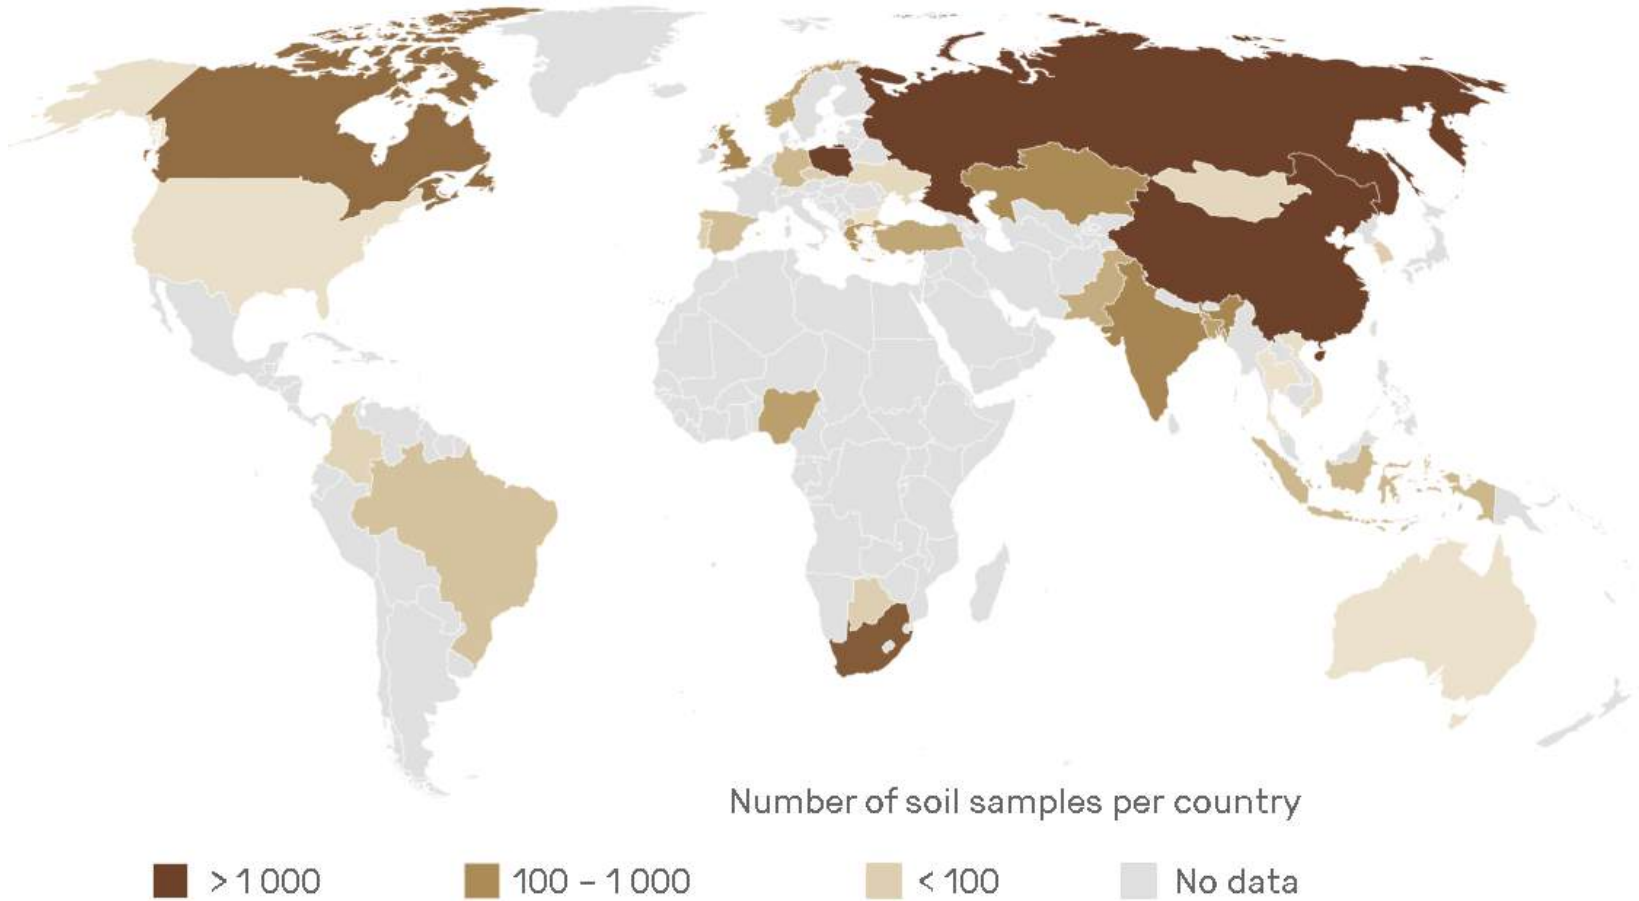 Number of soil samples per country
> 1 000
100 – 1 000
< 100
No data